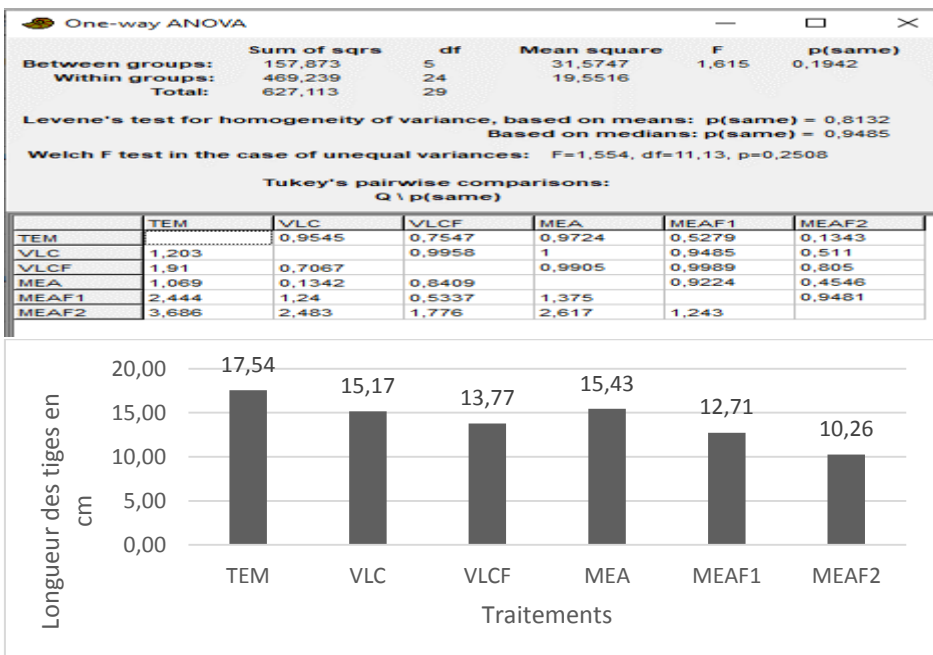 One-way ANOVA
Sum of sqrs df Mean square F p(same)
Between groups: 157,873 5 31,5747 1,615 0,1942
Within groups: 469,239 24 19,5516
Total: 627,113 29
Levene's test for homogeneity of variance, based on means: p(same) = 0,8132
Based on medians: p(same) = 0,9485
Welch F test in the case of unequal variances: F=1,554, df=11,13, p=0,2508
Tukey's pairwise comparisons:
Q \ p(same)
TEM VLC VLCF MEA MEAF1 MEAF2
TEM 0,9545 0,7547 0,9724 0,5279 0,1343
VLC 1,203 0,9958 1 0,9485 0,511
VLCF 1,91 0,7067 0,9905 0,9989 0,805
MEA 1,069 0,1342 0,8409 0,9224 0,4546
MEAF1 2,444 1,24 0,5337 1,375 0,9481
MEAF2 3,686 2,483 1,776 2,617 1,243
Longueur des tiges en
cm
20,00
15,00
10,00
5,00
0,00
17,54
15,17
13,77
15,43
12,71
10,26
TEM VLC VLCF MEA MEAF1 MEAF2
Traitements